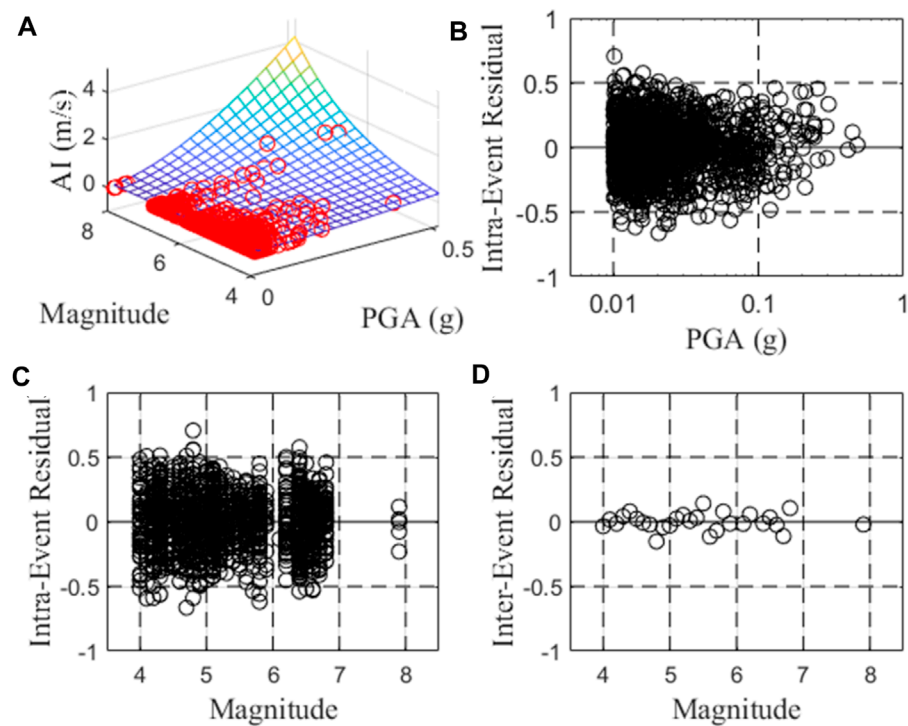 A
AI (m/s)
4
2
0
8
6
4
0
0.5
Magnitude
PGA (g)
B
Intra-Event Residual
1
0.5
0
-0.5
-1
0.01
0.1
1
PGA (g)
C
Intra-Event Residual
1
0.5
0
-0.5
-1
4
5
6
7
8
Magnitude
D
Inter-Event Residual
1
0.5
0
-0.5
-1
4
5
6
7
8
Magnitude